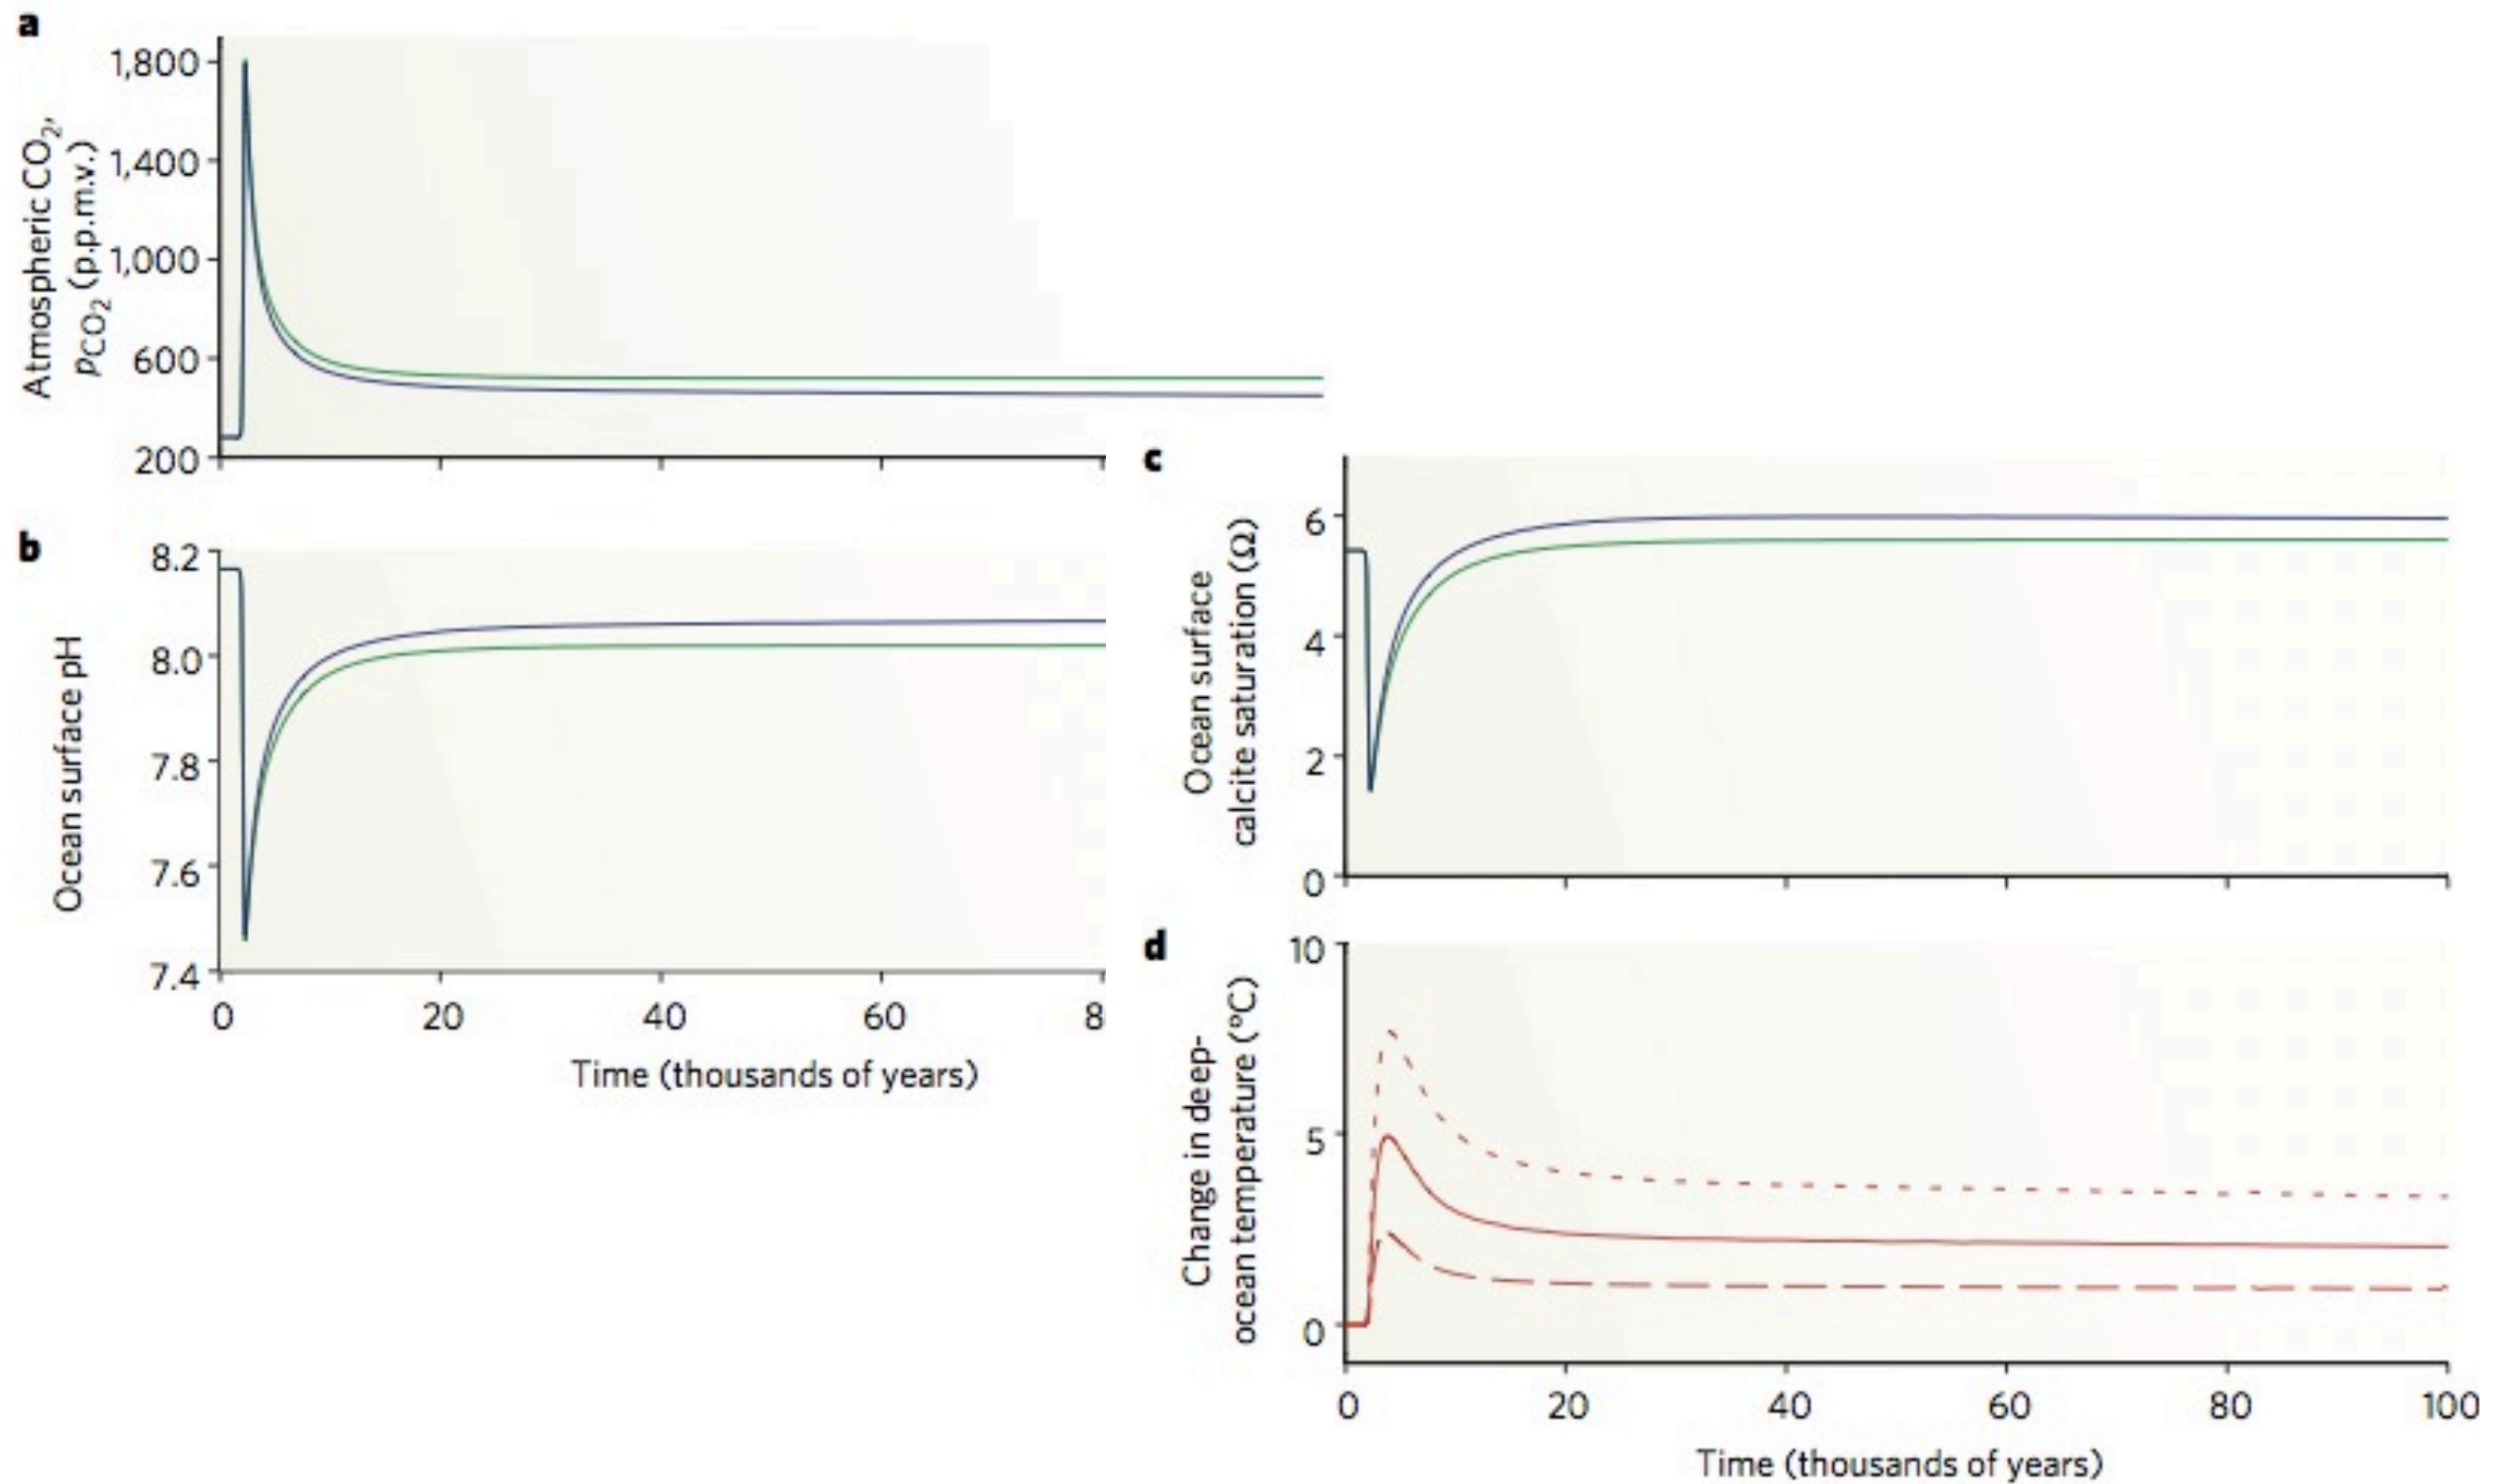 a
1,800
1,400
1,000
600
200
Atmospheric CO2,
pCO2 (p.p.m.v.)
b
8.2
8.0
7.8
7.6
7.4
Ocean surface pH
0 20 40 60 8
Time (thousands of years)
c
6
4
2
0
Ocean surface
calcite saturation (Ω)
d
10
5
0
Change in deep-
ocean temperature (°C)
0 20 40 60 80 100
Time (thousands of years)